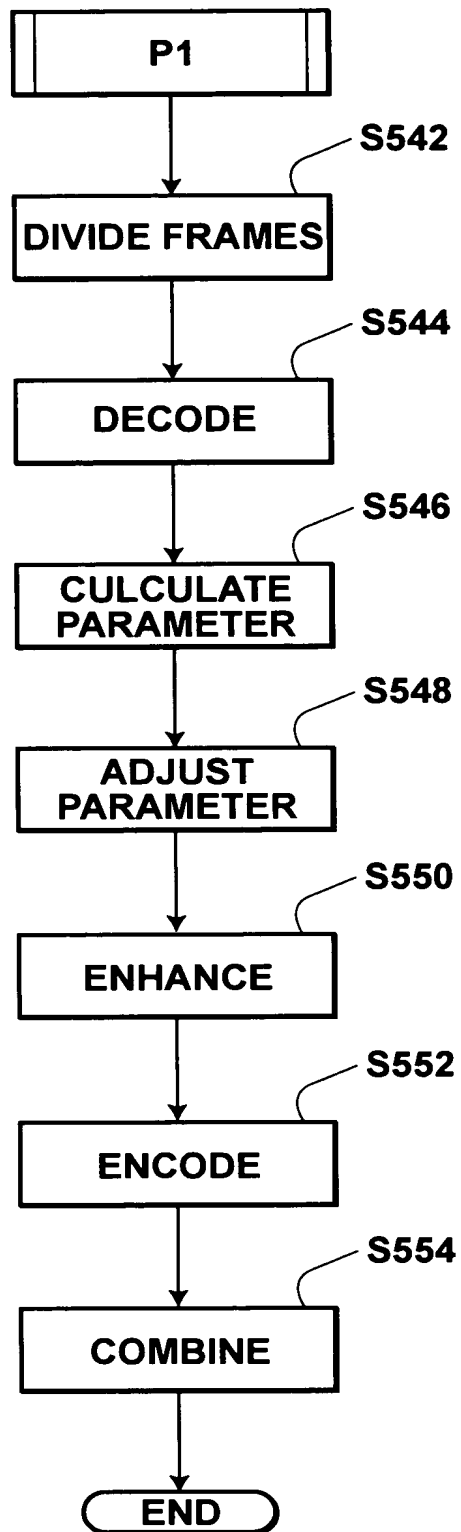 P1
S542
DIVIDE FRAMES
S544
DECODE
S546
CULCULATE
PARAMETER
S548
ADJUST
PARAMETER
S550
ENHANCE
S552
ENCODE
S554
COMBINE
END